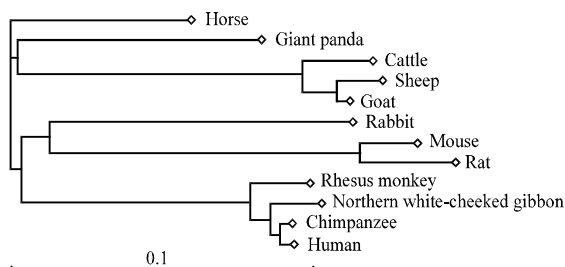 Horse
Giant panda
Cattle
Sheep
Goat
Rabbit
Mouse
Rat
Rhesus monkey
Northern white-cheeked gibbon
Chimpanzee
Human
0.1